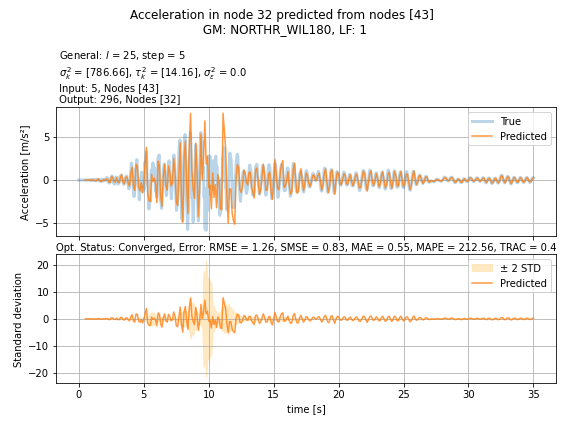 Acceleration in node 32 predicted from nodes [43]
GM: NORTHR_WIL180, LF: 1
General: l = 25, step = 5
σ²ₖ = [786.66], τ²ₖ = [14.16], σ²ε = 0.0
Input: 5, Nodes [43]
Output: 296, Nodes [32]
Acceleration [m/s²]
5
0
−5
True
Predicted
Opt. Status: Converged, Error: RMSE = 1.26, SMSE = 0.83, MAE = 0.55, MAPE = 212.56, TRAC = 0.4
Standard deviation
20
10
0
−10
−20
± 2 STD
Predicted
0 5 10 15 20 25 30 35
time [s]